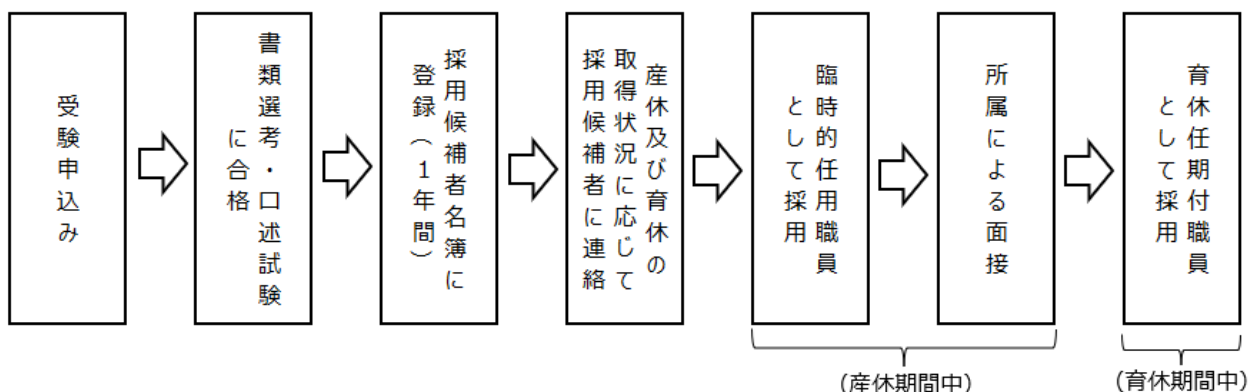 受験申込み
書類選考・口述試験
に合格
採用候補者名簿に
登録（1年間）
産休及び育休の
取得状況に応じて
採用候補者に連絡
臨時的任用職員
として採用
所属による面接
育休任期付職員
として採用
(産休期間中)
(育休期間中)